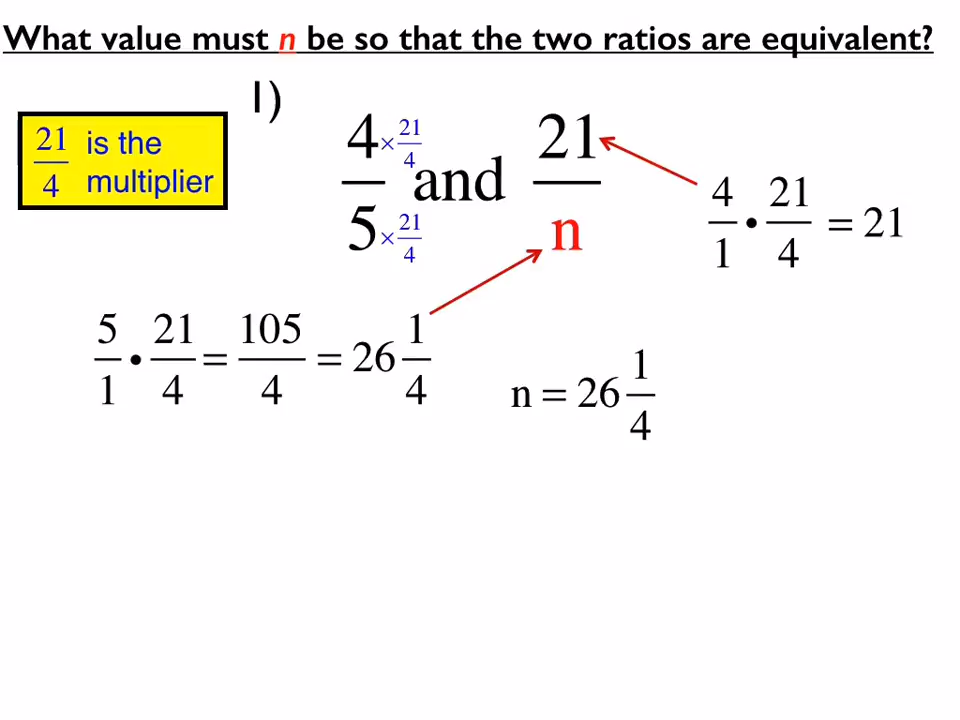 What value must n be so that the two ratios are equivalent?
1)
21/4 is the multiplier
4/5 × 21/4 × 21/4 and 21/n
4/1 • 21/4 = 21
5/1 • 21/4 = 105/4 = 26 1/4
n = 26 1/4